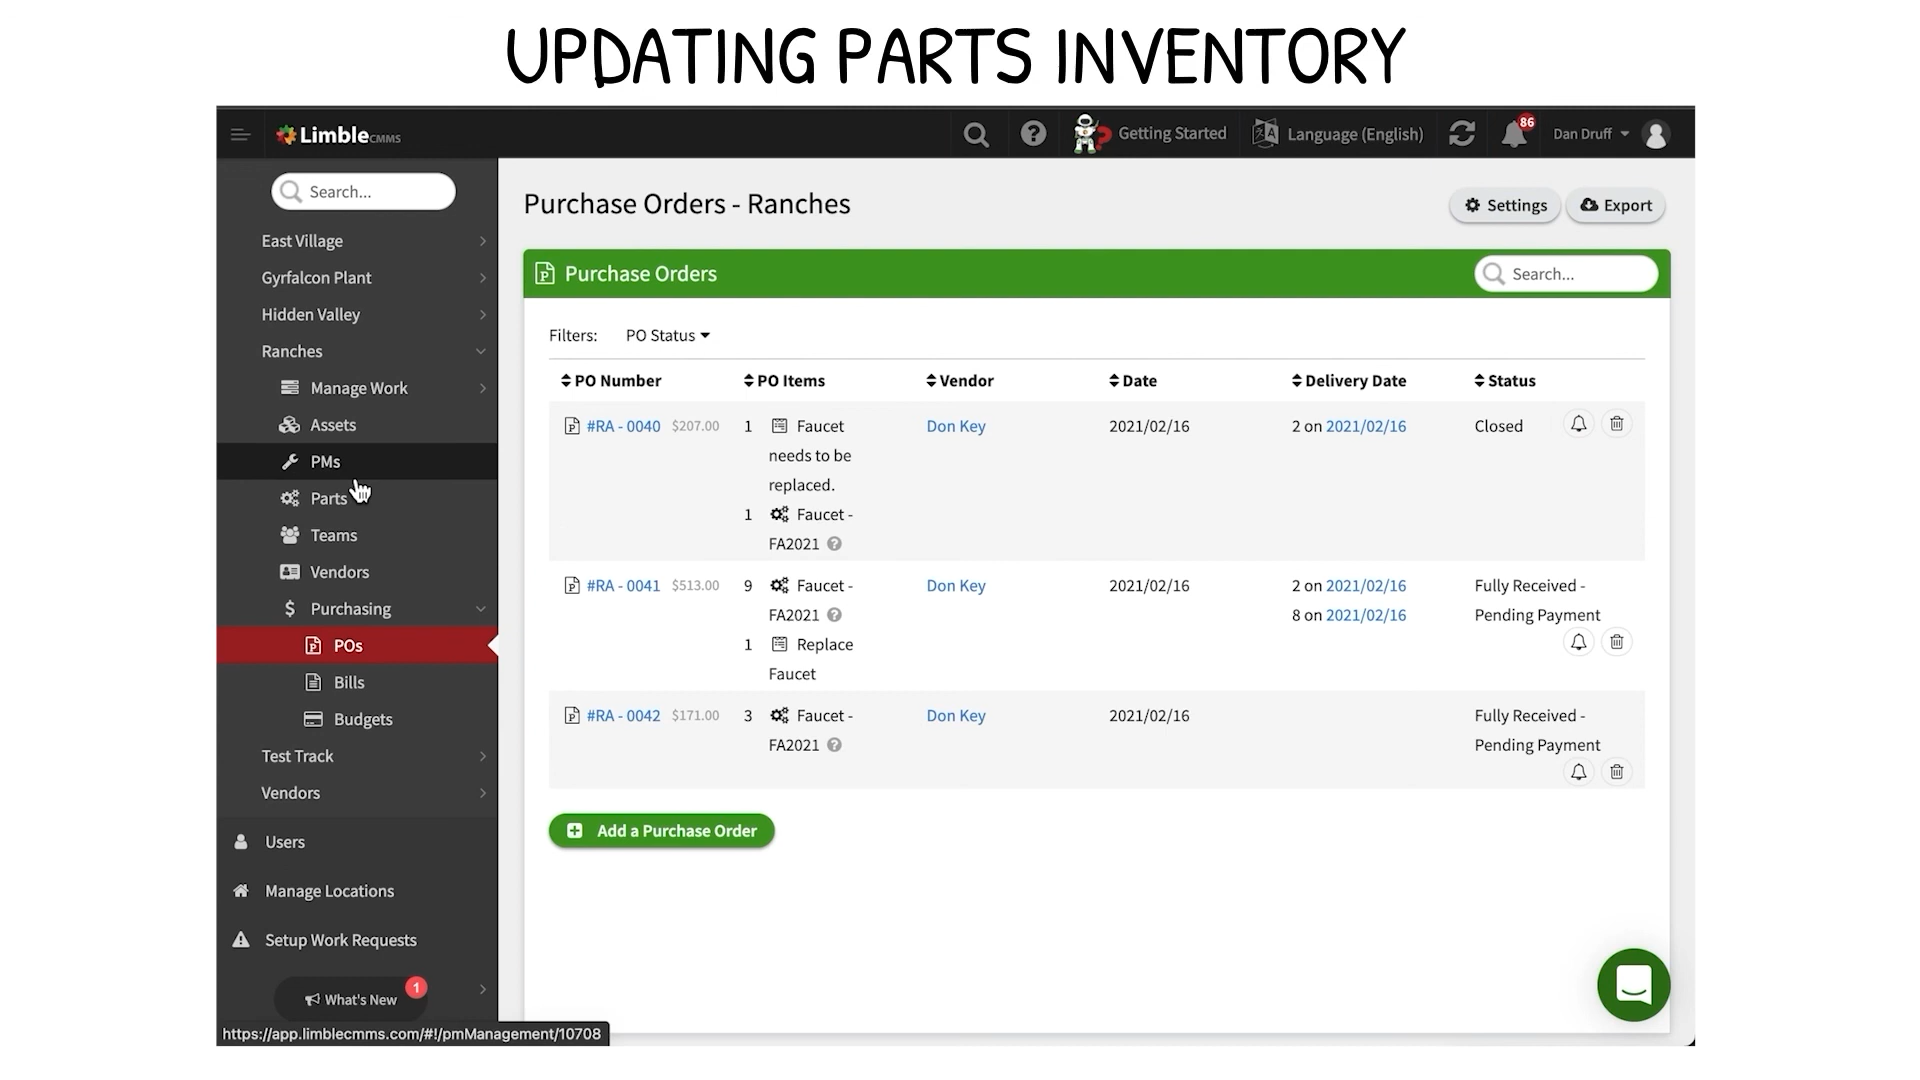 UPDATING PARTS INVENTORY
Limble CMMS
Getting Started
Language (English)
86
Dan Druff
Search...
East Village
Gyrfalcon Plant
Hidden Valley
Ranches
Manage Work
Assets
PMs
Parts
Teams
Vendors
Purchasing
POs
Bills
Budgets
Test Track
Vendors
Users
Manage Locations
Setup Work Requests
What's New 1
https://app.limblecmms.com/#!/pmManagement/10708
Purchase Orders - Ranches
Settings
Export
Purchase Orders
Search...
Filters: PO Status
PO Number PO Items Vendor Date Delivery Date Status
#RA - 0040 $207.00 1 Faucet Don Key 2021/02/16 2 on 2021/02/16 Closed
needs to be
replaced.
1 Faucet -
FA2021 ?
#RA - 0041 $513.00 9 Faucet - Don Key 2021/02/16 2 on 2021/02/16 Fully Received -
FA2021 ? 8 on 2021/02/16 Pending Payment
1 Replace
Faucet
#RA - 0042 $171.00 3 Faucet - Don Key 2021/02/16 Fully Received -
FA2021 ? Pending Payment
Add a Purchase Order